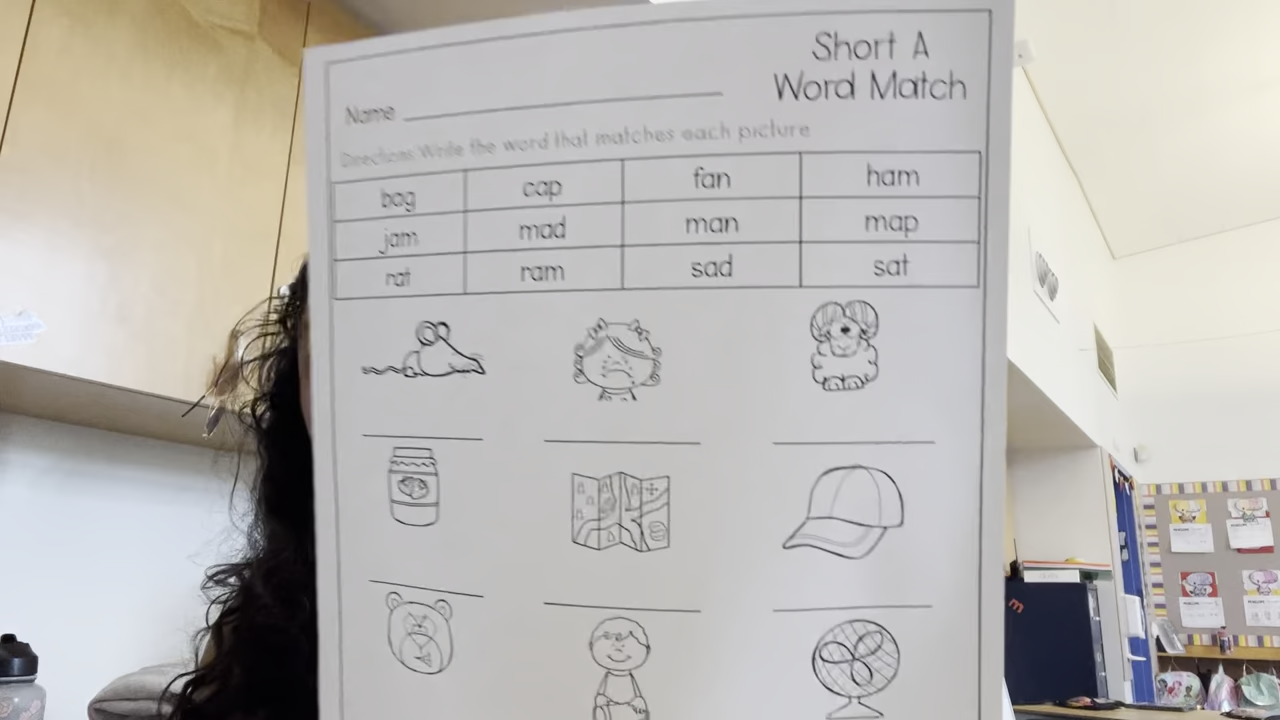 Short A
Word Match
Name
Directions: Write the word that matches each picture
bag cap fan ham
jam mad man map
rat ram sad sat